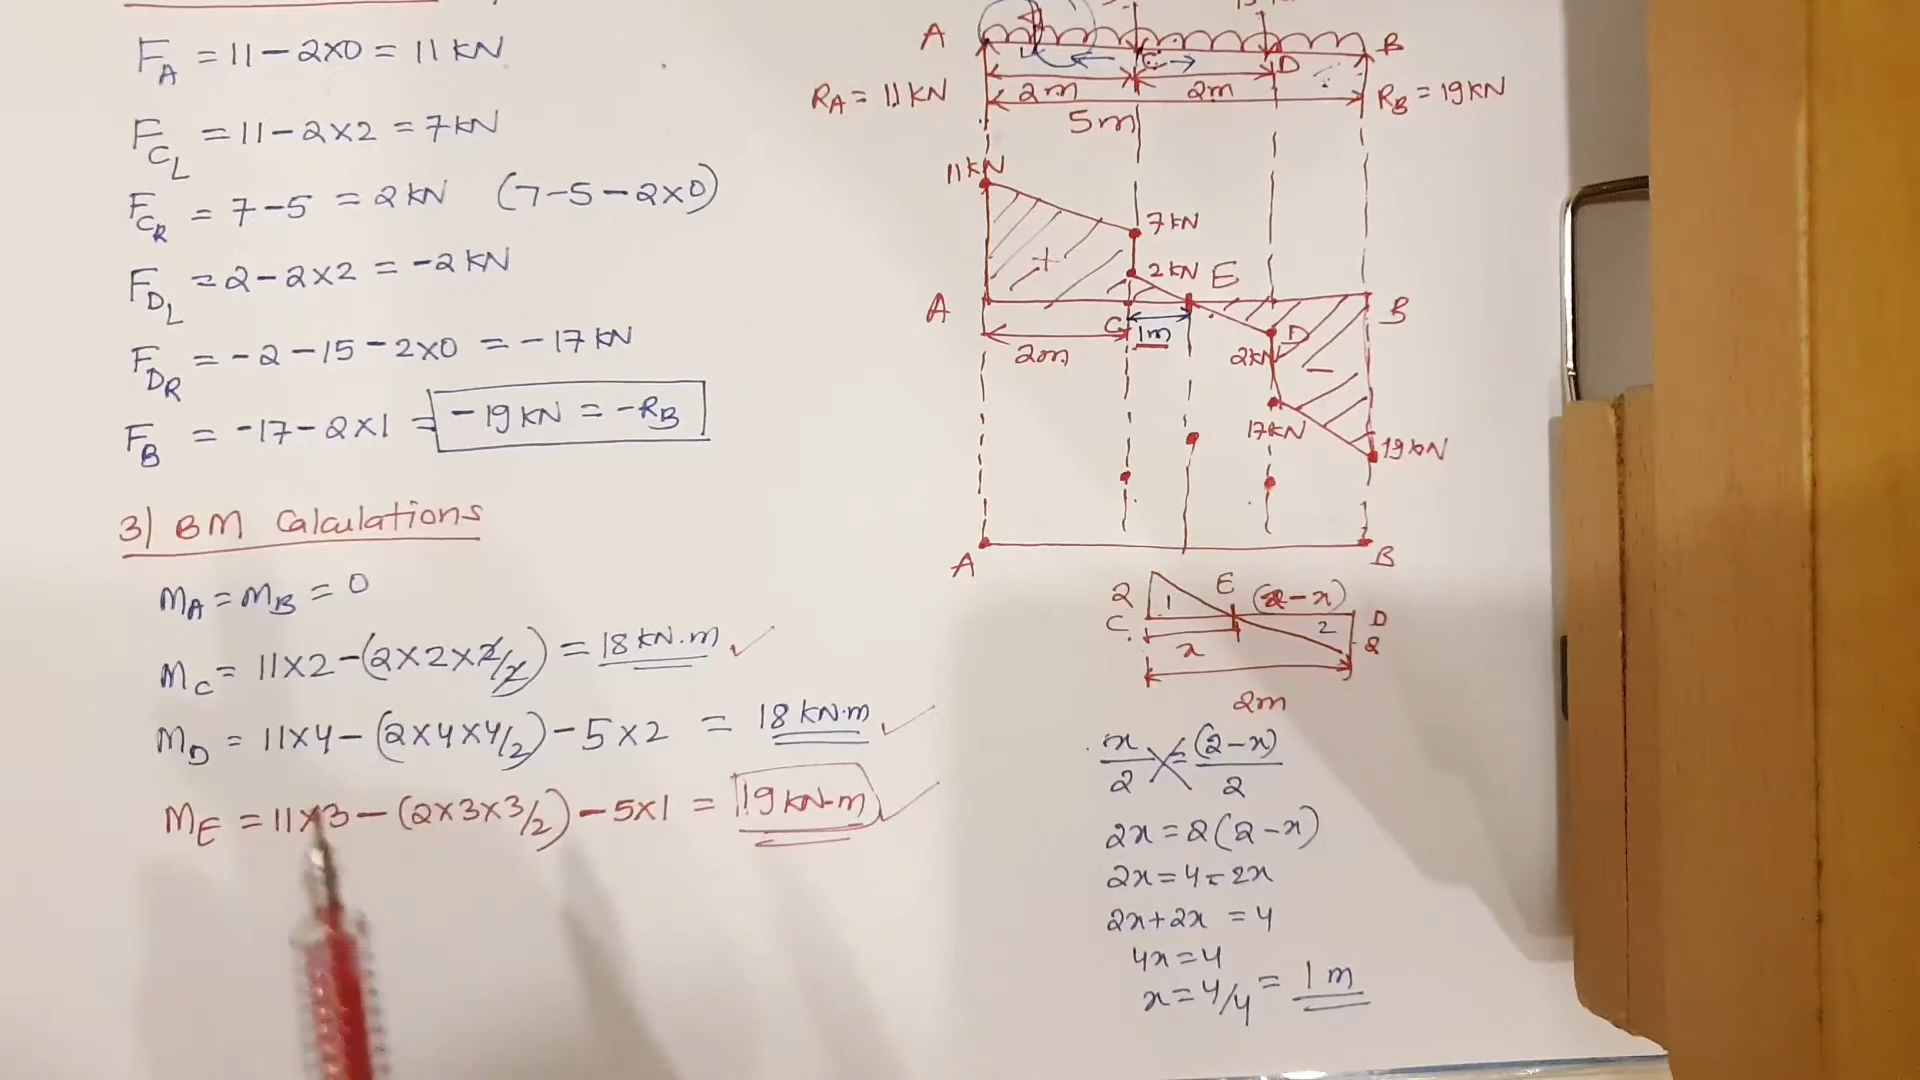 F_A = 11 - 2×0 = 11 KN
F_CL = 11 - 2×2 = 7 KN
F_CR = 7 - 5 = 2 KN (7-5-2×0)
F_DL = 2 - 2×2 = -2 KN
F_DR = -2 - 15 - 2×0 = -17 KN
F_B = -17 - 2×1 = -19 KN = -R_B
3) BM Calculations
M_A = M_B = 0
M_C = 11×2 - (2×2×2/2) = 18 KN.m
M_D = 11×4 - (2×4×4/2) - 5×2 = 18 KN.m
M_E = 11×3 - (2×3×3/2) - 5×1 = 19 KN-m
A C D B
R_A = 11 KN 2m 2m R_B = 19 KN
5m
11 KN
7 KN
+ 2 KN E
A C B
2m 1m 2KN D -
17KN 19KN
A B
2 1 E (2-x)
C 2 D
x 2
2m
x/2 = (2-x)/2
2x = 2(2-x)
2x = 4-2x
2x+2x = 4
4x = 4
x = 4/4 = 1 m